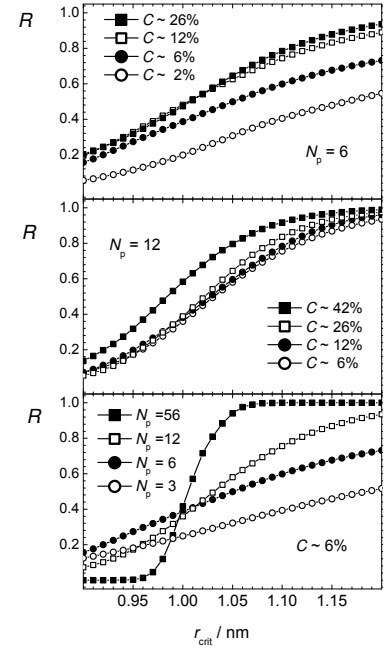 1.0
0.8
0.6
0.4
0.2
R
C ~ 26%
C ~ 12%
C ~ 6%
C ~ 2%
Np = 6
1.0
0.8
0.6
0.4
0.2
R
Np = 12
C ~ 42%
C ~ 26%
C ~ 12%
C ~ 6%
1.0
0.8
0.6
0.4
0.2
R
Np =56
Np =12
Np = 6
Np = 3
C ~ 6%
0.95 1.00 1.05 1.10 1.15
rcrit / nm